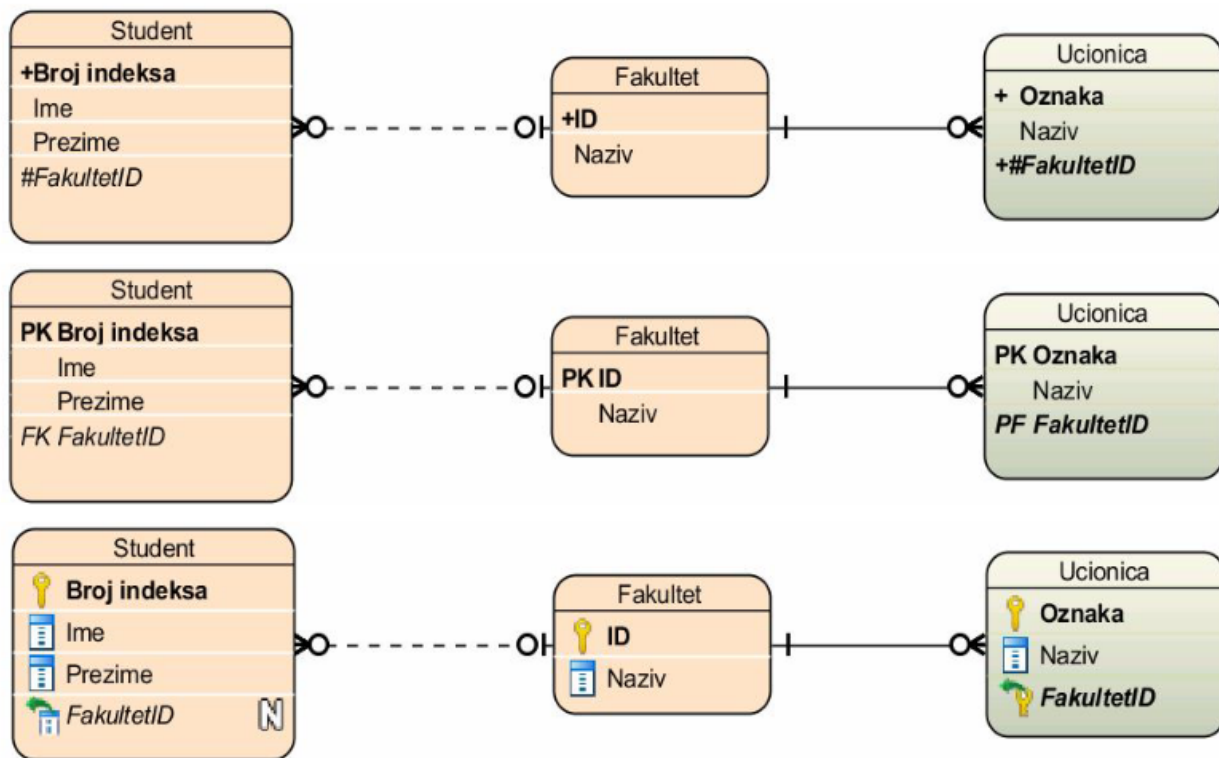 Student
+Broj indeksa
Ime
Prezime
#FakultetID
Fakultet
+ID
Naziv
Ucionica
+ Oznaka
Naziv
+#FakultetID
Student
PK Broj indeksa
Ime
Prezime
FK FakultetID
Fakultet
PK ID
Naziv
Ucionica
PK Oznaka
Naziv
PF FakultetID
Student
Broj indeksa
Ime
Prezime
FakultetID N
Fakultet
ID
Naziv
Ucionica
Oznaka
Naziv
FakultetID